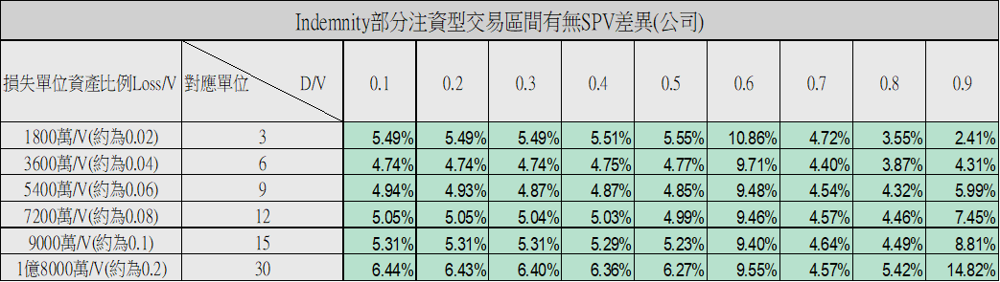 Indemnity部分注資型交易區間有無SPV差異(公司)
損失單位資產比例Loss/V 對應單位 D/V 0.1 0.2 0.3 0.4 0.5 0.6 0.7 0.8 0.9
1800萬/V(約為0.02) 3 5.49% 5.49% 5.49% 5.51% 5.55% 10.86% 4.72% 3.55% 2.41%
3600萬/V(約為0.04) 6 4.74% 4.74% 4.74% 4.75% 4.77% 9.71% 4.40% 3.87% 4.31%
5400萬/V(約為0.06) 9 4.94% 4.93% 4.87% 4.87% 4.85% 9.48% 4.54% 4.32% 5.99%
7200萬/V(約為0.08) 12 5.05% 5.05% 5.04% 5.03% 4.99% 9.46% 4.57% 4.46% 7.45%
9000萬/V(約為0.1) 15 5.31% 5.31% 5.31% 5.29% 5.23% 9.40% 4.64% 4.49% 8.81%
1億8000萬/V(約為0.2) 30 6.44% 6.43% 6.40% 6.36% 6.27% 9.55% 4.57% 5.42% 14.82%